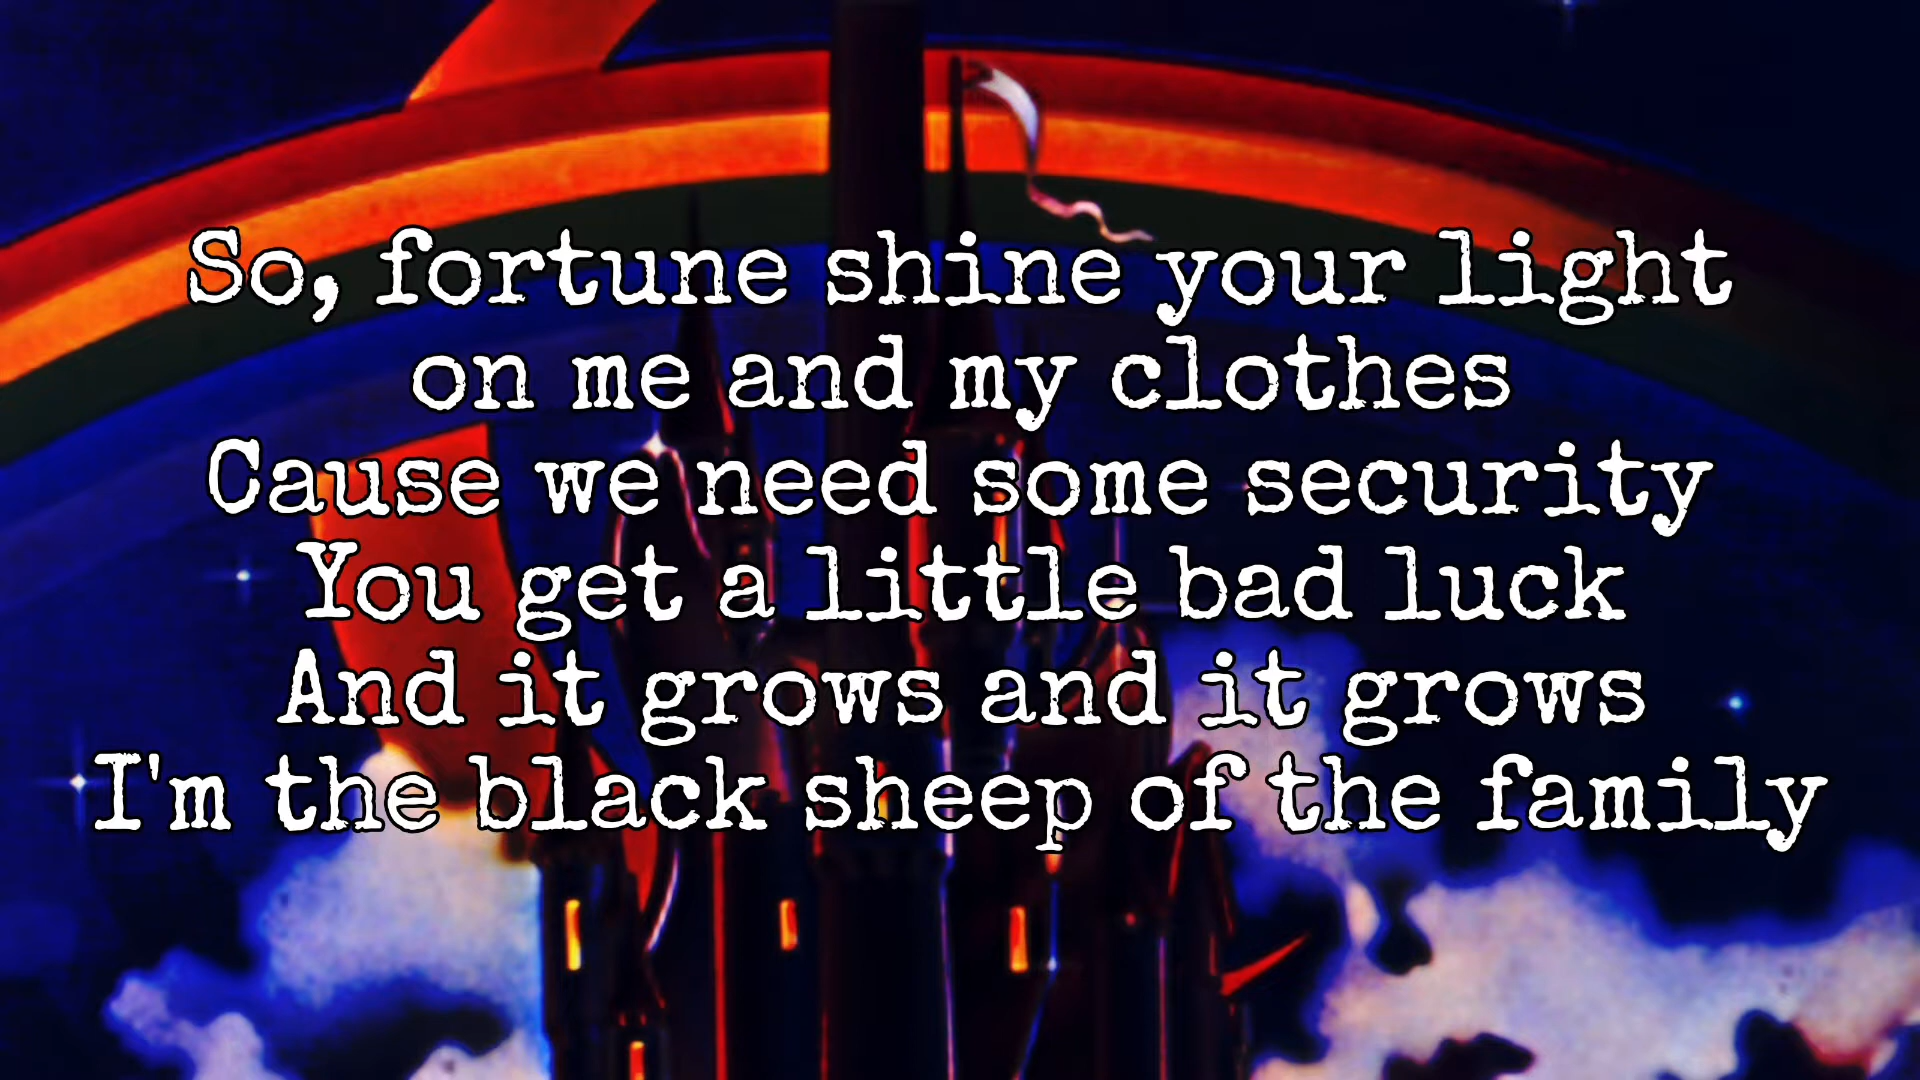 So, fortune shine your light
on me and my clothes
Cause we need some security
You get a little bad luck
And it grows and it grows
I'm the black sheep of the family